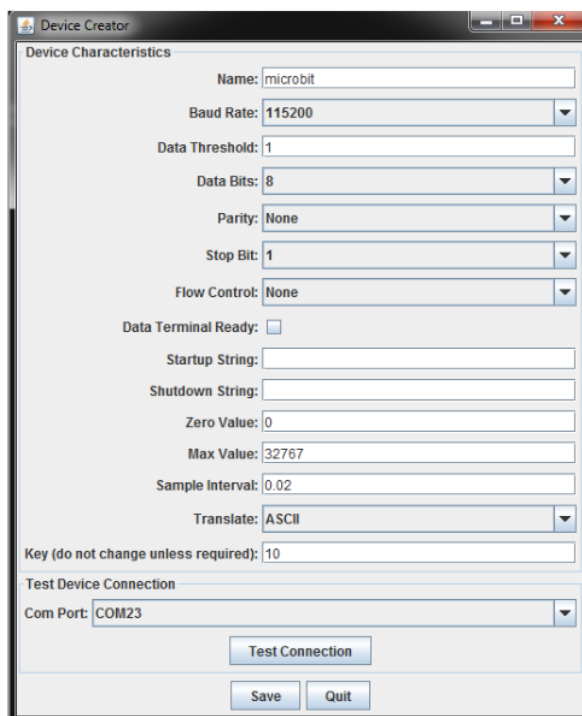 Device Creator
Device Characteristics
Name: microbit
Baud Rate: 115200
Data Threshold: 1
Data Bits: 8
Parity: None
Stop Bit: 1
Flow Control: None
Data Terminal Ready:
Startup String:
Shutdown String:
Zero Value: 0
Max Value: 32767
Sample Interval: 0.02
Translate: ASCII
Key (do not change unless required): 10
Test Device Connection
Com Port: COM23
Test Connection
Save Quit